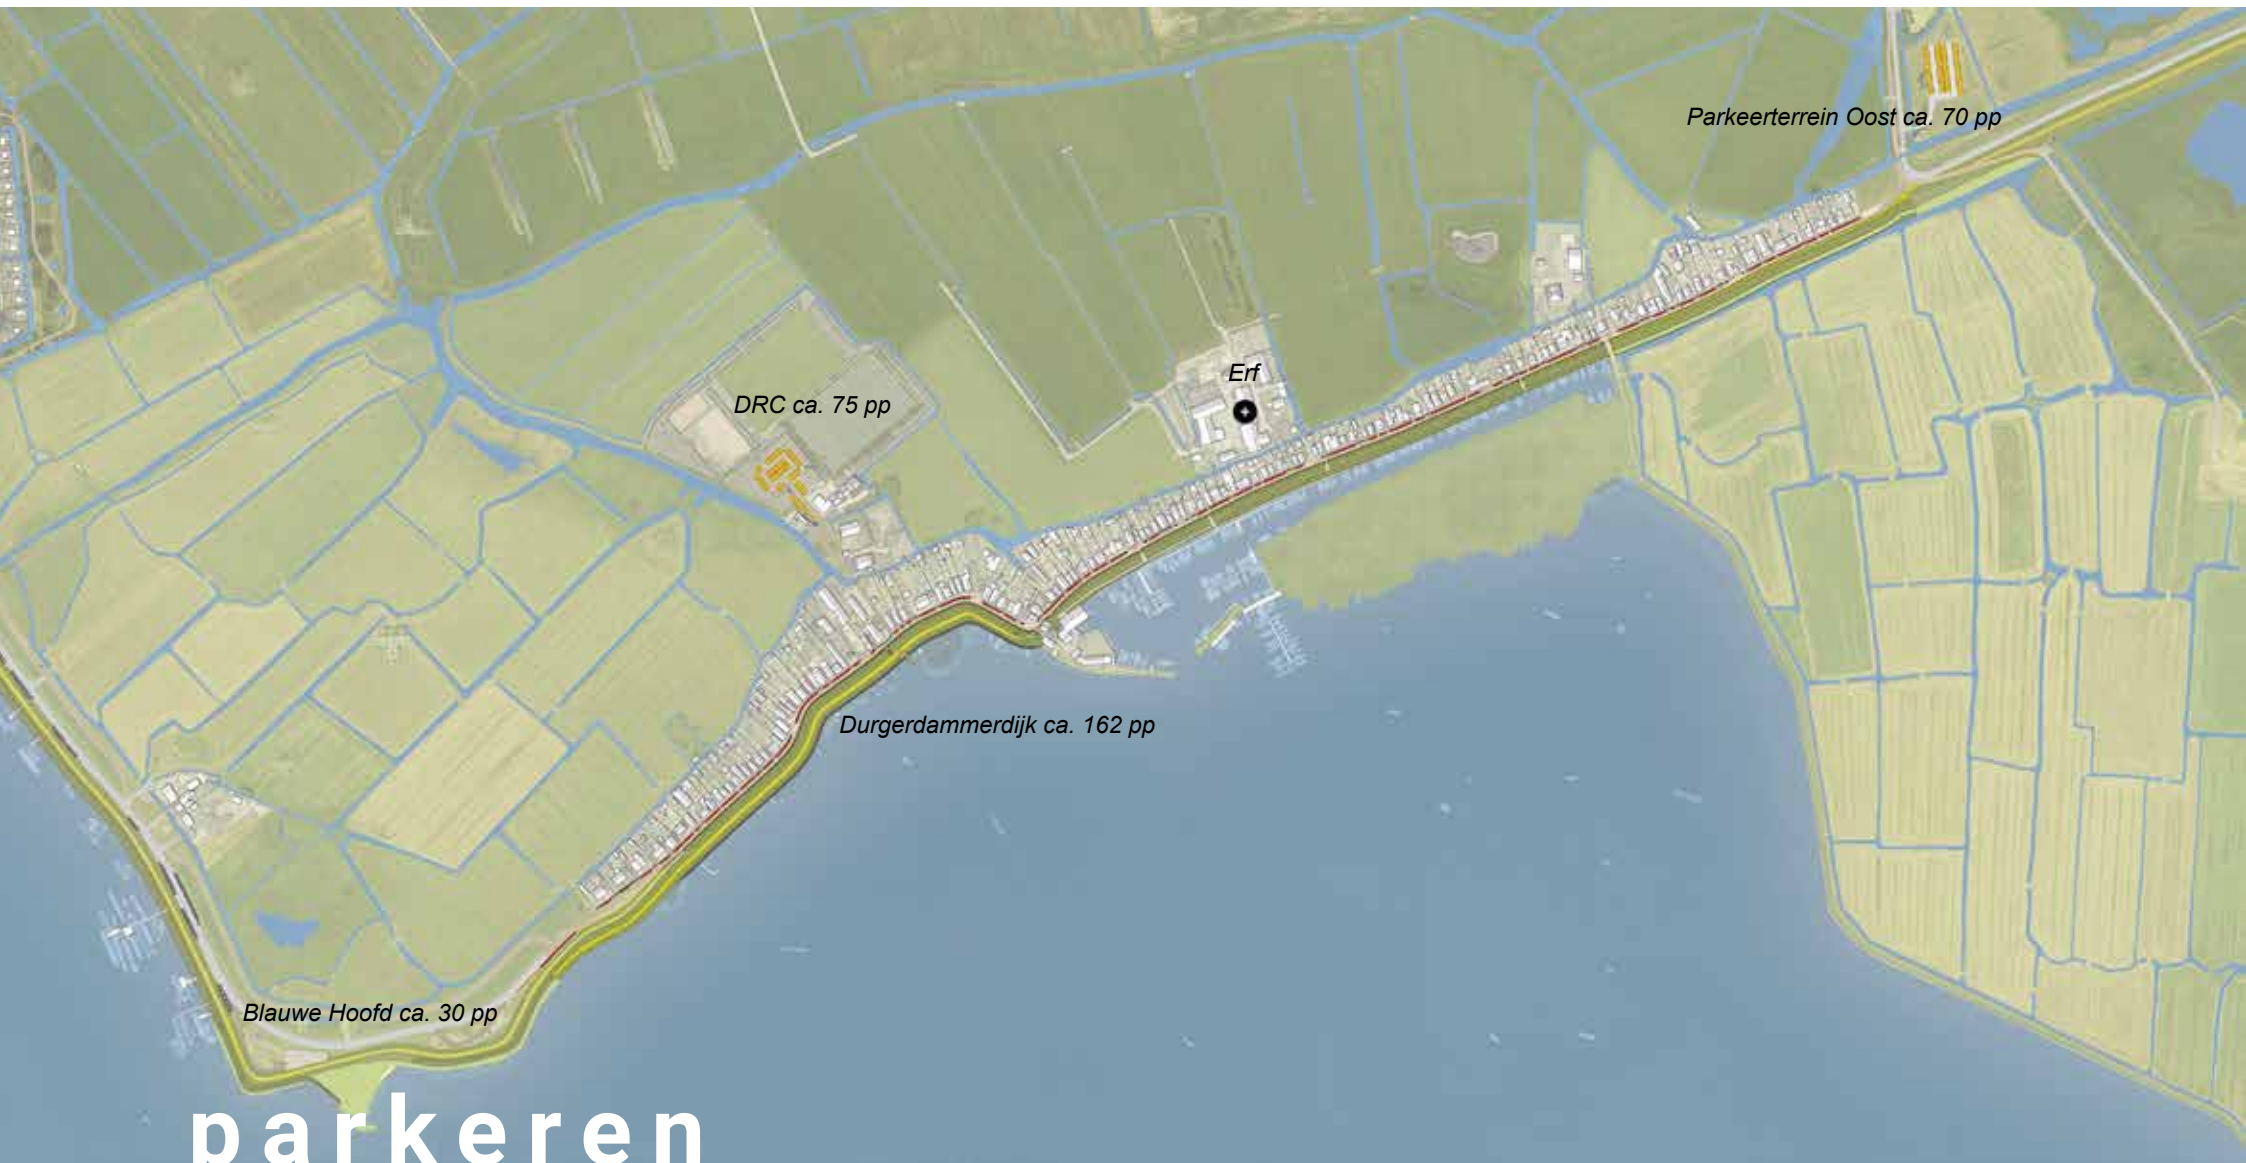 Parkeerterrein Oost ca. 70 pp
Erf
DRC ca. 75 pp
Durgerdammerdijk ca. 162 pp
Blauwe Hoofd ca. 30 pp
parkeren